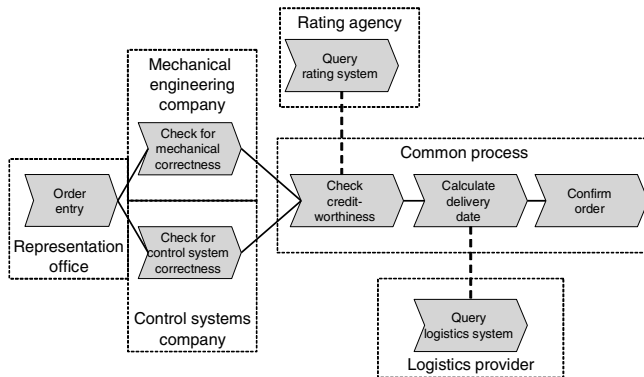 Rating agency
Query
rating system
Mechanical
engineering
company
Check for
mechanical
correctness
Common process
Order
entry
Check
credit-
worthiness
Calculate
delivery
date
Confirm
order
Representation
office
Check for
control system
correctness
Control systems
company
Query
logistics system
Logistics provider